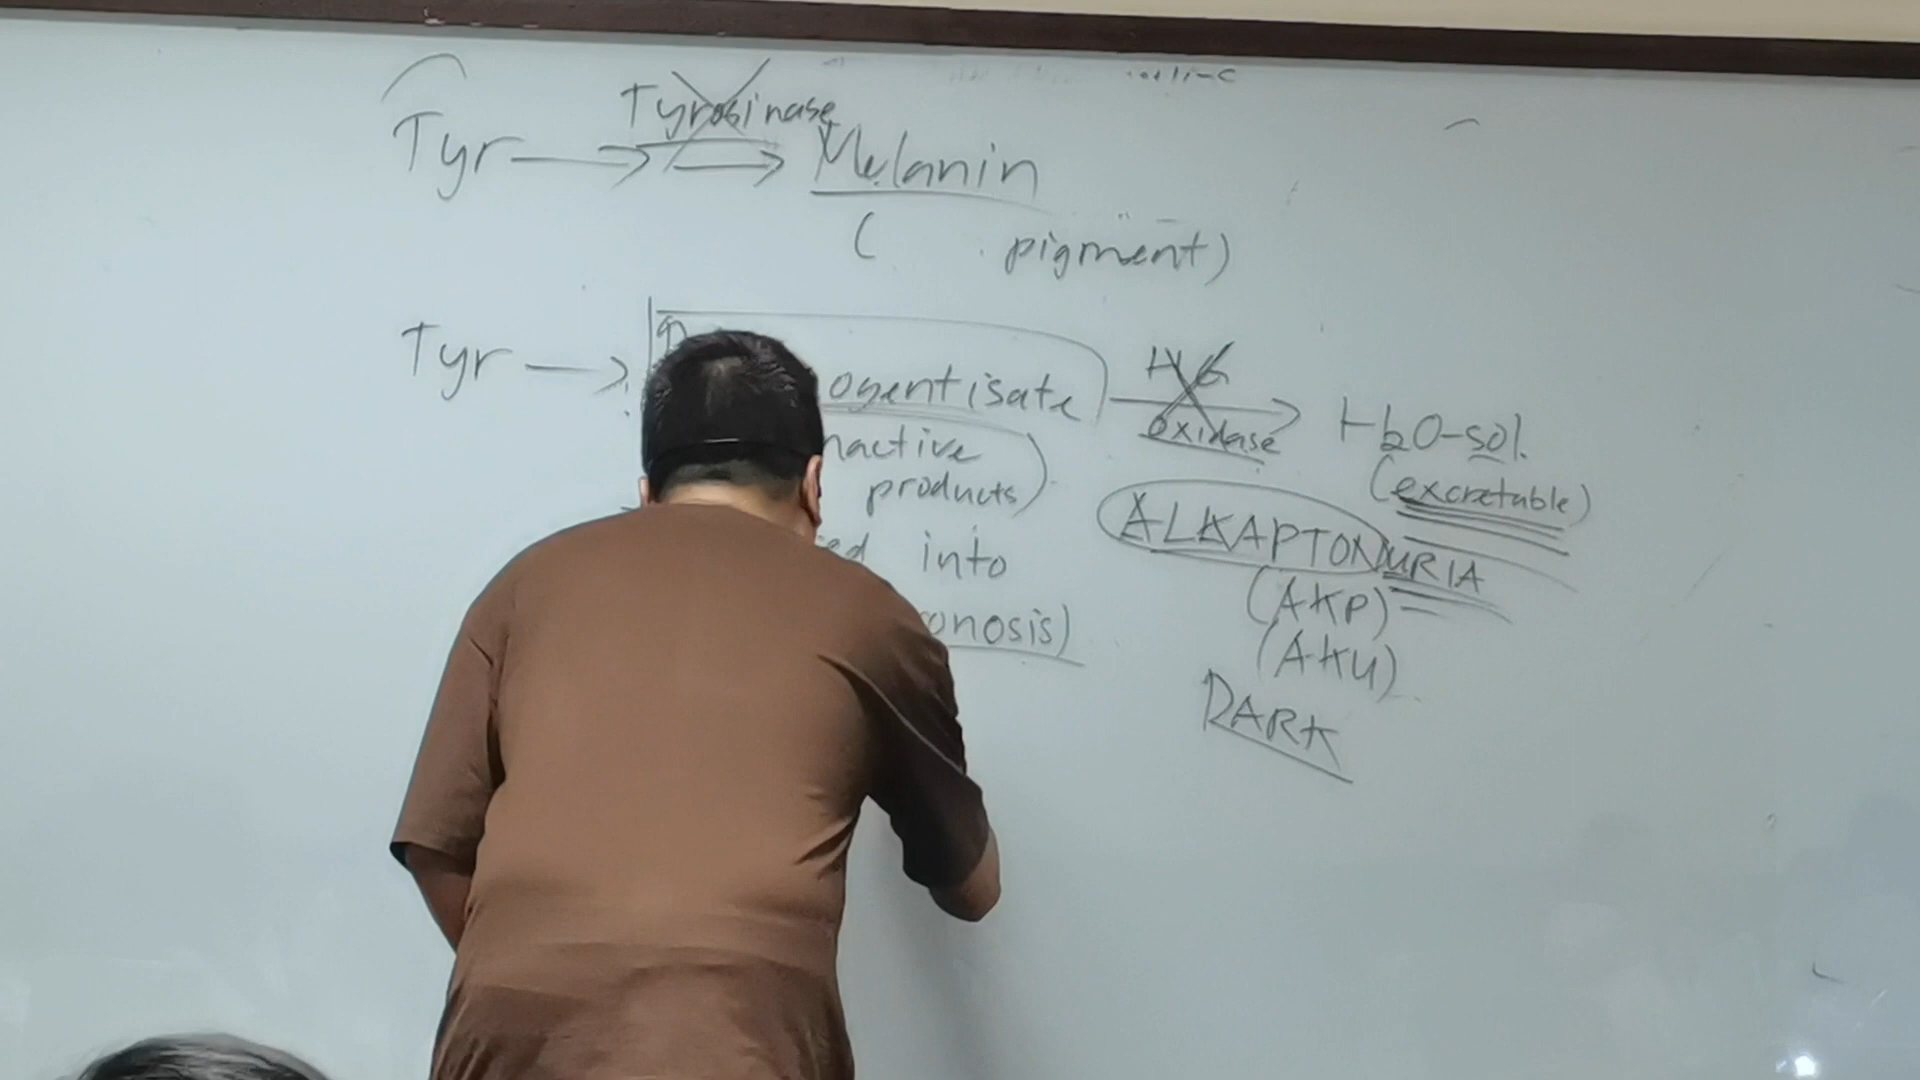 Tyrosinase
Tyr → → Melanin
( pigment)
Tyr → ogentisate HG oxidase → H2O-sol.
(excretable)
nactive
products)
ALKAPTONURIA
ed into
(AKP)
onosis)
(AKU)
DARK